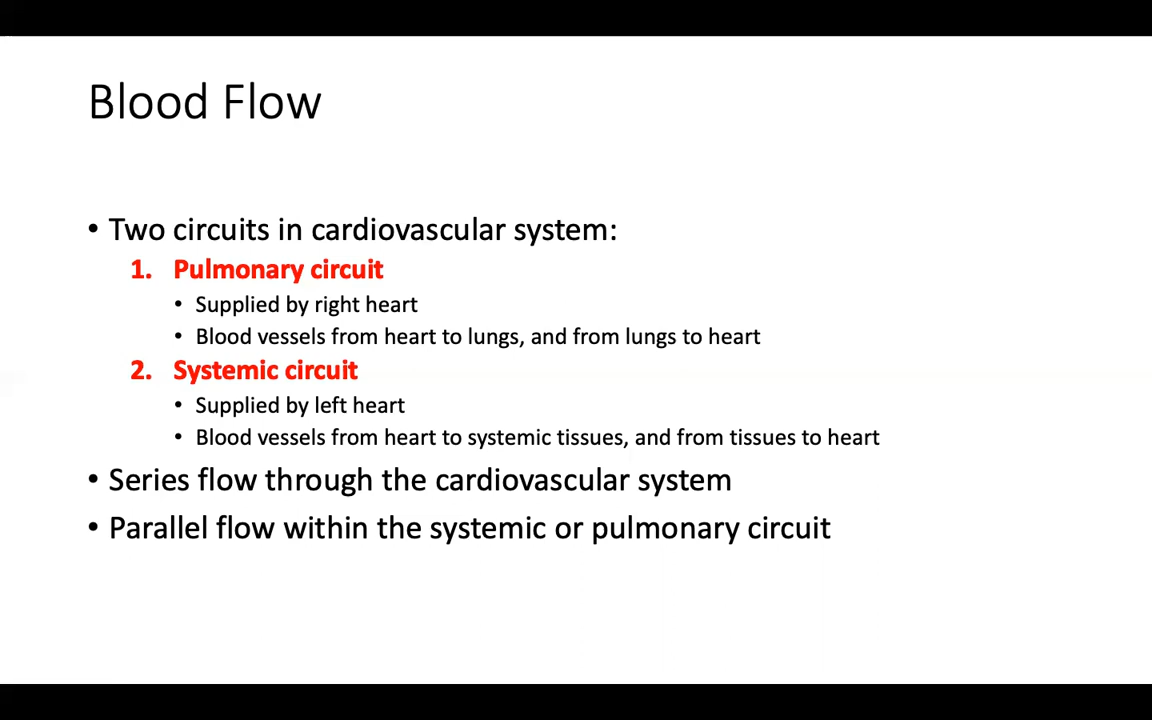 Blood Flow
• Two circuits in cardiovascular system:
1. Pulmonary circuit
• Supplied by right heart
• Blood vessels from heart to lungs, and from lungs to heart
2. Systemic circuit
• Supplied by left heart
• Blood vessels from heart to systemic tissues, and from tissues to heart
• Series flow through the cardiovascular system
• Parallel flow within the systemic or pulmonary circuit